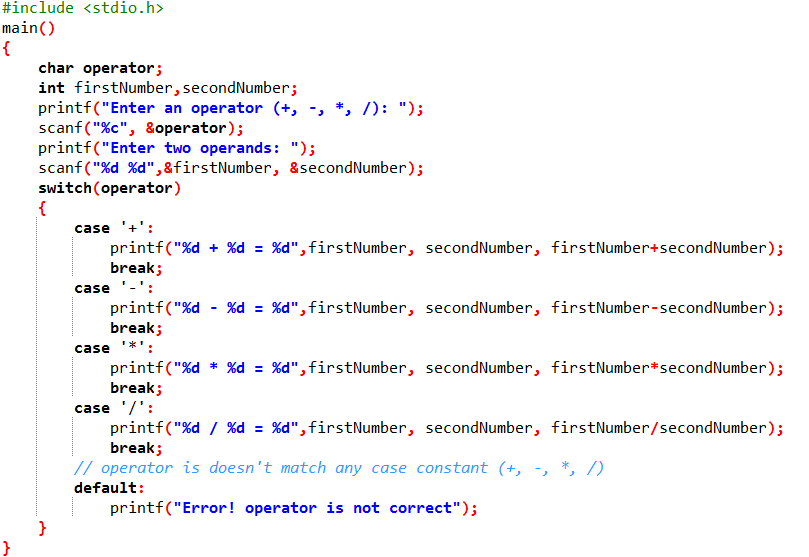 #include <stdio.h>
main()
{
    char operator;
    int firstNumber,secondNumber;
    printf("Enter an operator (+, -, *, /): ");
    scanf("%c", &operator);
    printf("Enter two operands: ");
    scanf("%d %d",&firstNumber, &secondNumber);
    switch(operator)
    {
        case '+':
            printf("%d + %d = %d",firstNumber, secondNumber, firstNumber+secondNumber);
            break;
        case '-':
            printf("%d - %d = %d",firstNumber, secondNumber, firstNumber-secondNumber);
            break;
        case '*':
            printf("%d * %d = %d",firstNumber, secondNumber, firstNumber*secondNumber);
            break;
        case '/':
            printf("%d / %d = %d",firstNumber, secondNumber, firstNumber/secondNumber);
            break;
        // operator is doesn't match any case constant (+, -, *, /)
        default:
            printf("Error! operator is not correct");
    }
}